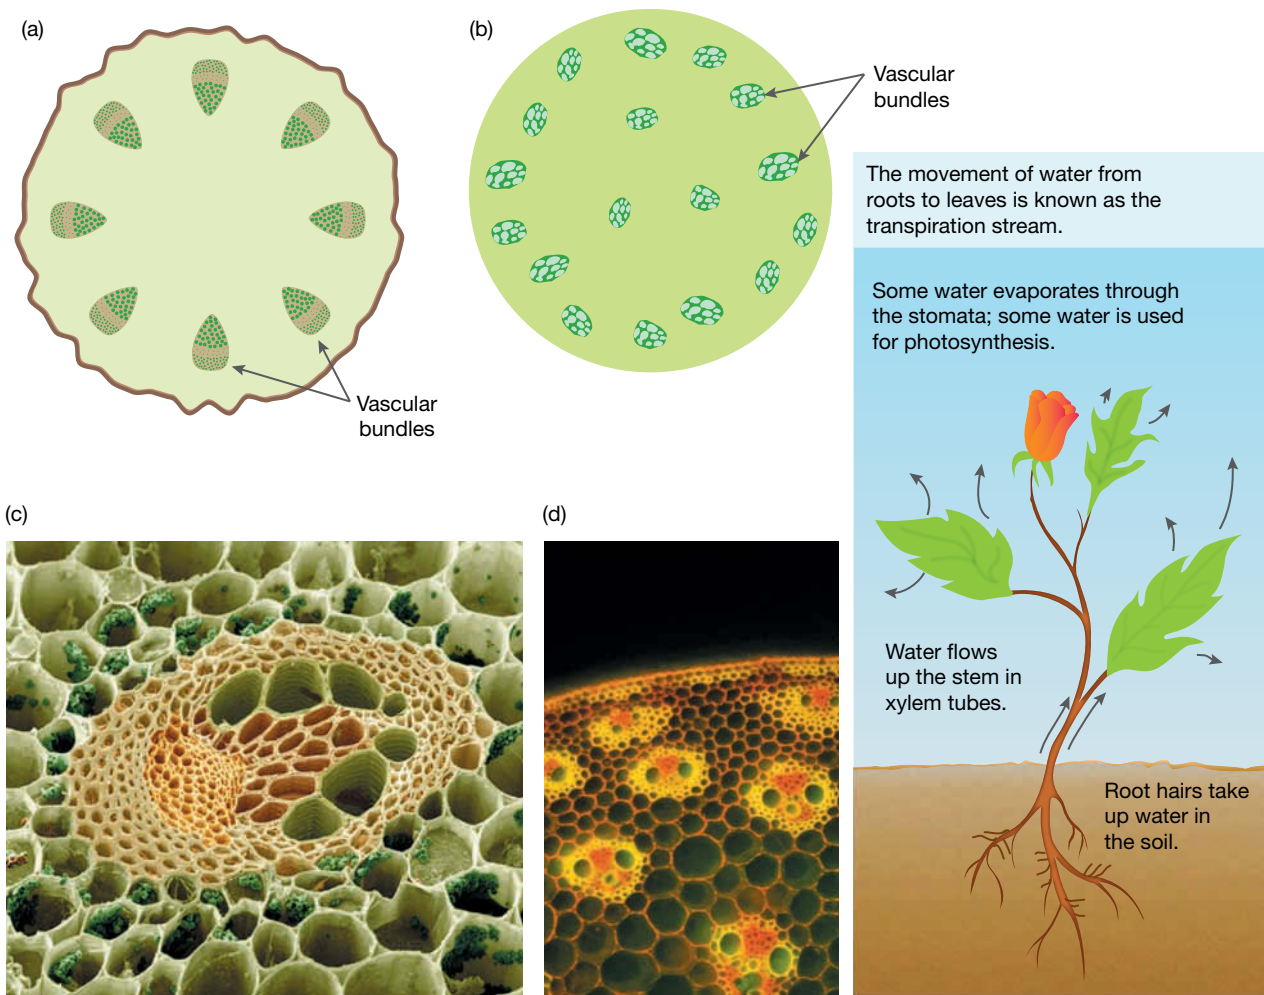 (a)
Vascular
bundles
(b)
Vascular
bundles
(c)
(d)
The movement of water from
roots to leaves is known as the
transpiration stream.
Some water evaporates through
the stomata; some water is used
for photosynthesis.
Water flows
up the stem in
xylem tubes.
Root hairs take
up water in
the soil.